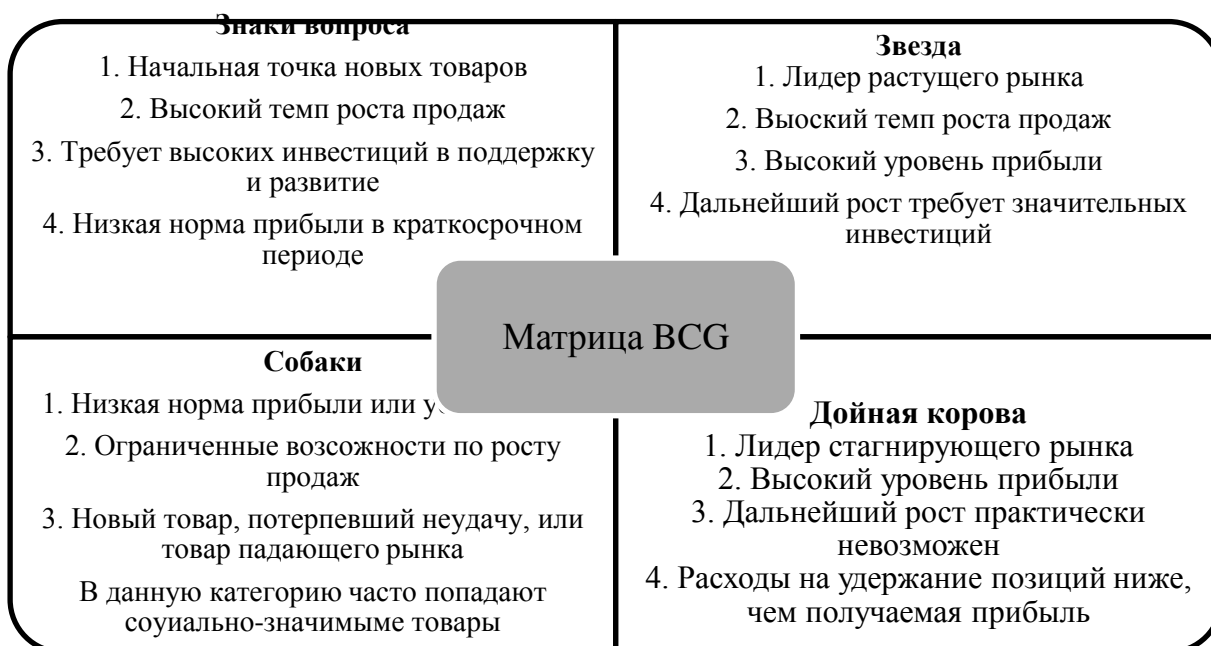 Знаки вопроса
1. Начальная точка новых товаров
2. Высокий темп роста продаж
3. Требует высоких инвестиций в поддержку
и развитие
4. Низкая норма прибыли в краткосрочном
периоде
Звезда
1. Лидер растущего рынка
2. Выоский темп роста продаж
3. Высокий уровень прибыли
4. Дальнейший рост требует значительных
инвестиций
Матрица BCG
Собаки
1. Низкая норма прибыли или
2. Ограниченные возсожности по росту
продаж
3. Новый товар, потерпевший неудачу, или
товар падающего рынка
В данную категорию часто попадают
соуиально-значимыме товары
Дойная корова
1. Лидер стагнирующего рынка
2. Высокий уровень прибыли
3. Дальнейший рост практически
невозможен
4. Расходы на удержание позиций ниже,
чем получаемая прибыль